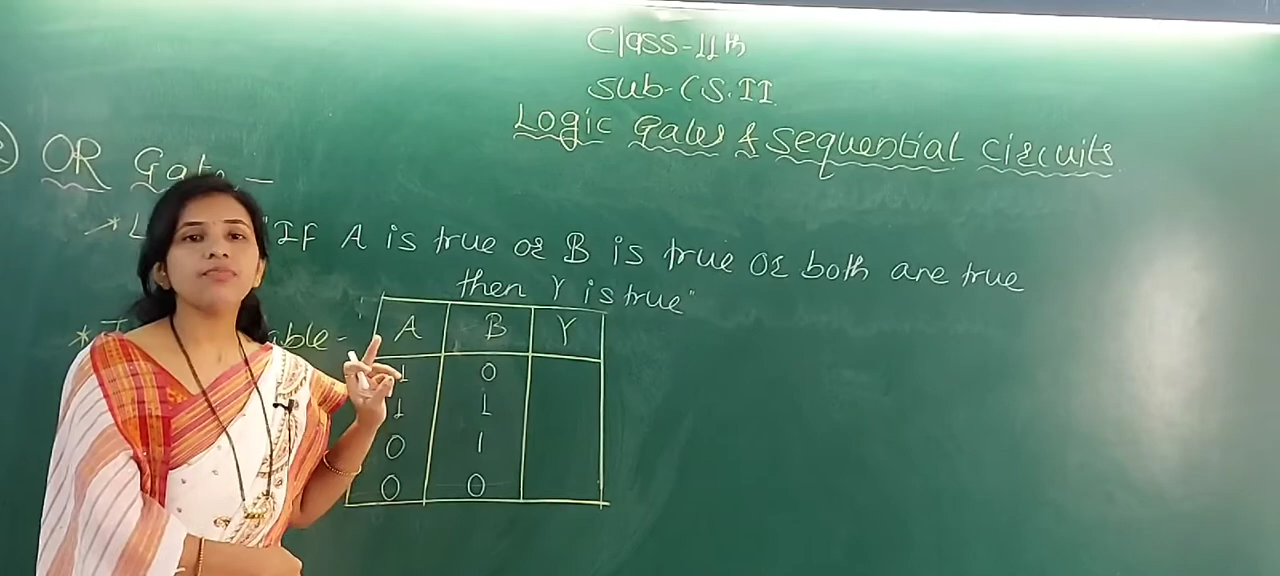 Class-11th
Sub-CS.II
Logic Gates & Sequential Circuits
OR Gate-
* "If A is true or B is true or both are true
then Y is true"
* able-
A B Y
1 0
1 1
0 1
0 0